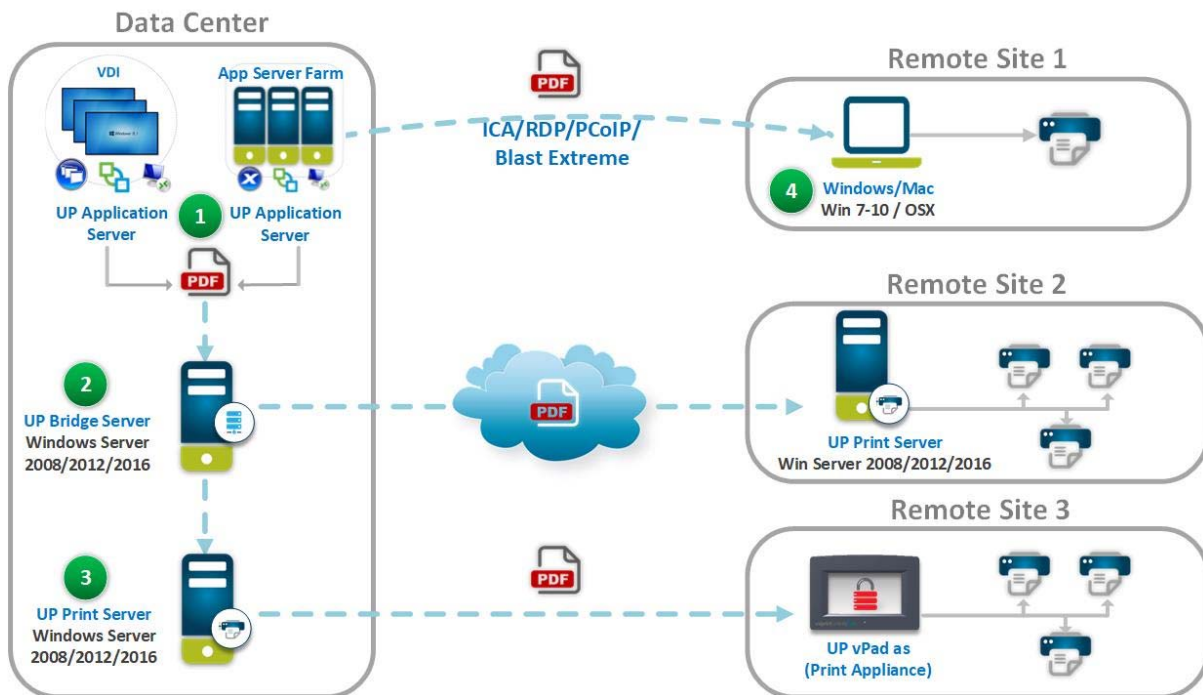 Data Center
VDI
App Server Farm
UP Application
Server
1
UP Application
Server
PDF
2
UP Bridge Server
Windows Server
2008/2012/2016
3
UP Print Server
Windows Server
2008/2012/2016
PDF
ICA/RDP/PCoIP/
Blast Extreme
PDF
PDF
Remote Site 1
4
Windows/Mac
Win 7-10 / OSX
Remote Site 2
UP Print Server
Win Server 2008/2012/2016
Remote Site 3
UP vPad as
(Print Appliance)